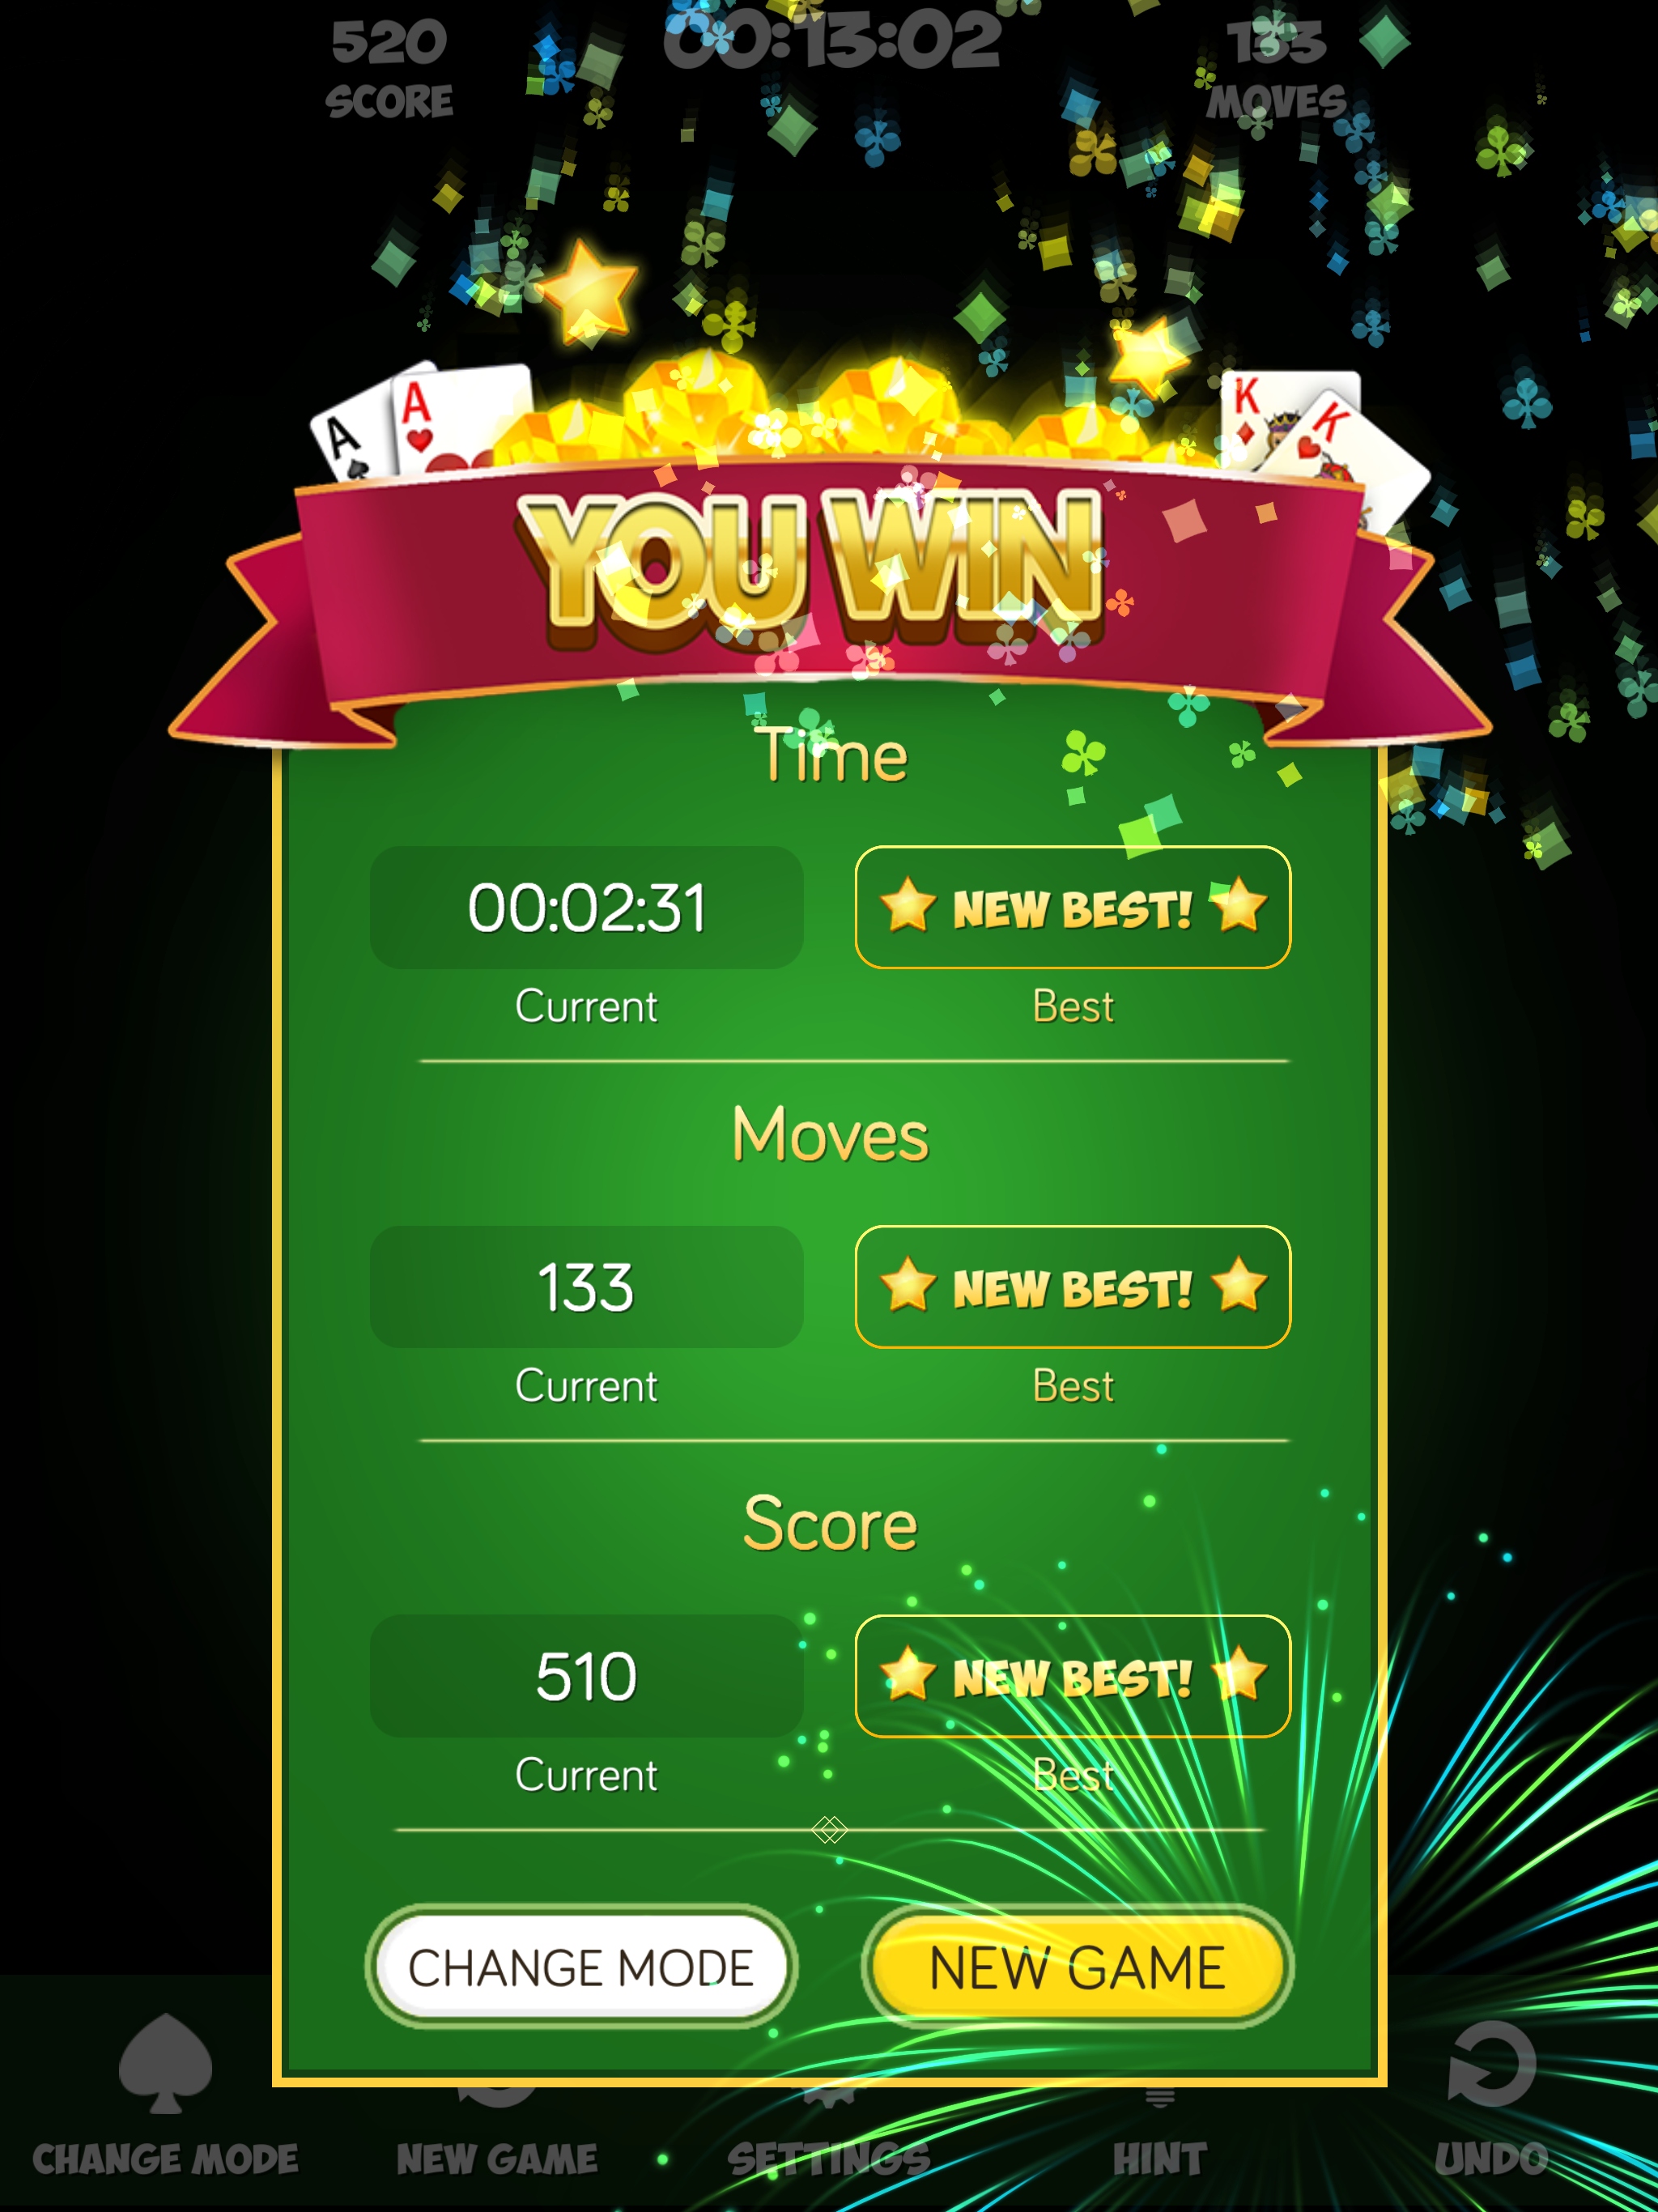 520
00:13:02
133
SCORE
MOVES
A
A
K
K
YOU WIN
Time
00:02:31
NEW BEST!
Current
Best
Moves
133
NEW BEST!
Current
Best
Score
510
NEW BEST!
Current
Best
CHANGE MODE
NEW GAME
CHANGE MODE
NEW GAME
SETTINGS
HINT
UNDO